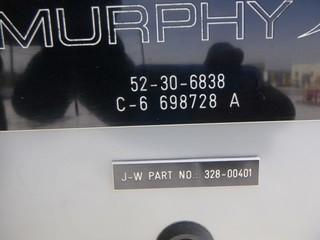 MURPHY
52-30-6838
C-6 698728 A
J-W PART NO.: 328-00401